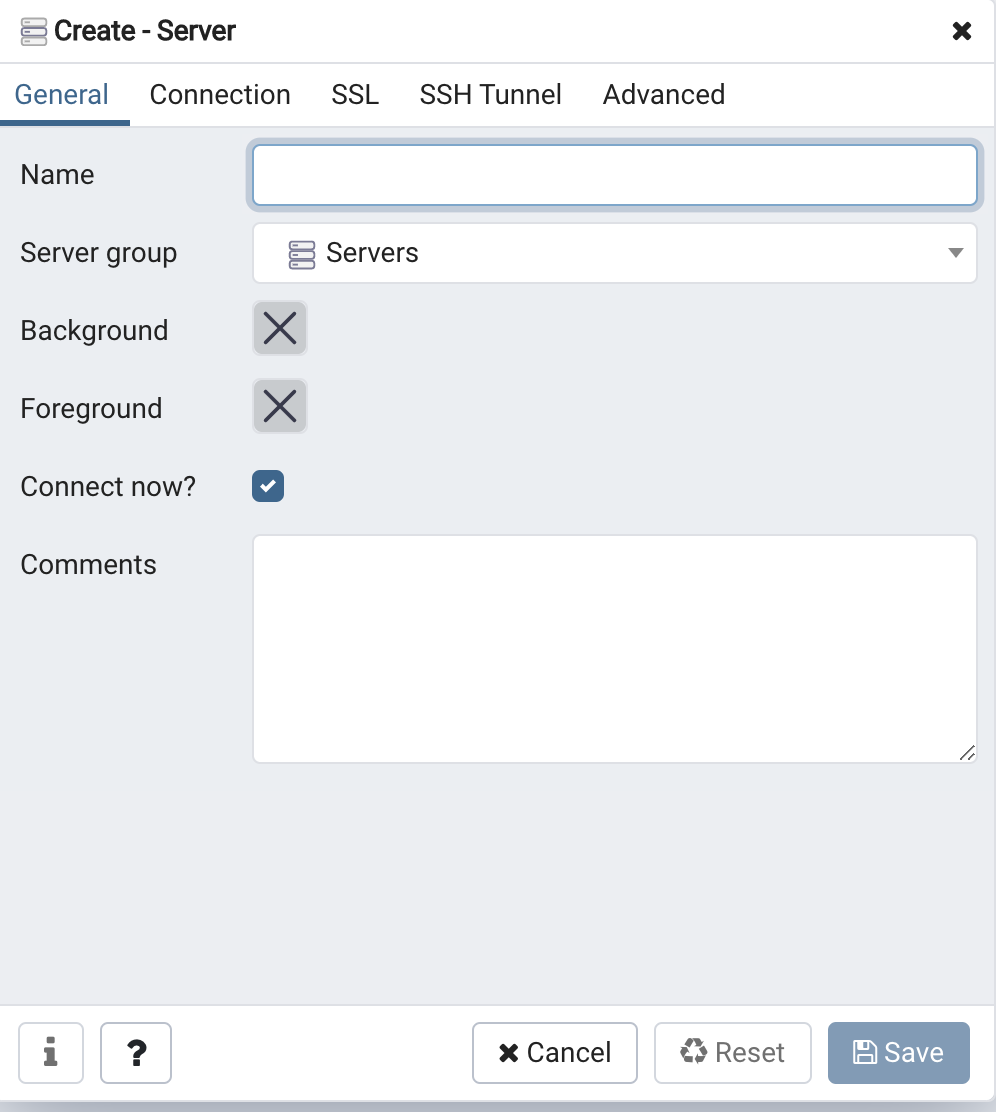 Create - Server
General Connection SSL SSH Tunnel Advanced
Name
Server group Servers
Background
Foreground
Connect now?
Comments
i ? Cancel Reset Save